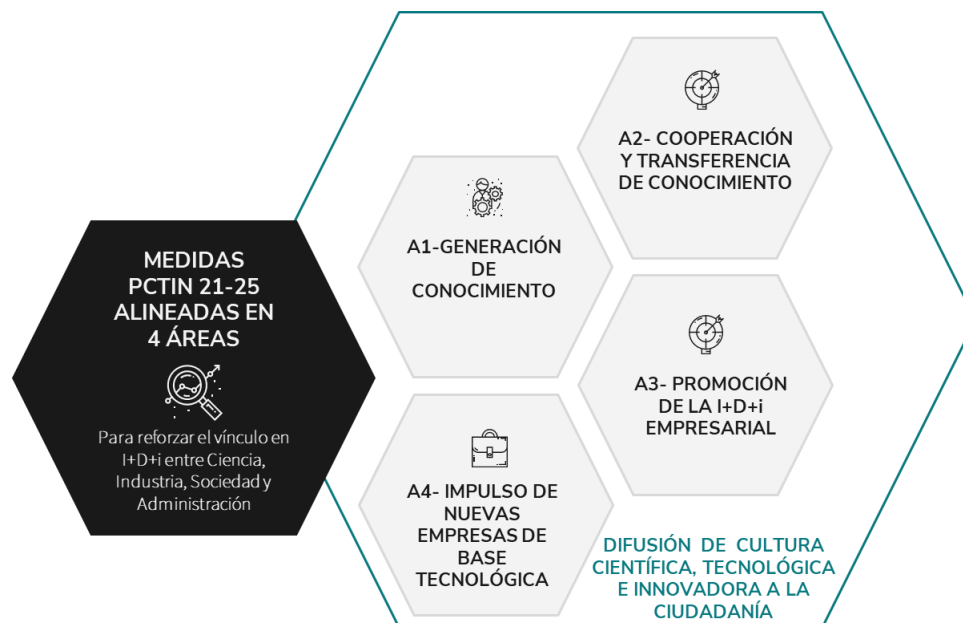 MEDIDAS
PCTIN 21-25
ALINEADAS EN
4 ÁREAS
Para reforzar el vínculo en
I+D+i entre Ciencia,
Industria, Sociedad y
Administración
A1-GENERACIÓN
DE
CONOCIMIENTO
A2- COOPERACIÓN
Y TRANSFERENCIA
DE CONOCIMIENTO
A3- PROMOCIÓN
DE LA I+D+i
EMPRESARIAL
A4- IMPULSO DE
NUEVAS
EMPRESAS DE
BASE
TECNOLÓGICA
DIFUSIÓN DE CULTURA
CIENTÍFICA, TECNOLÓGICA
E INNOVADORA A LA
CIUDADANÍA